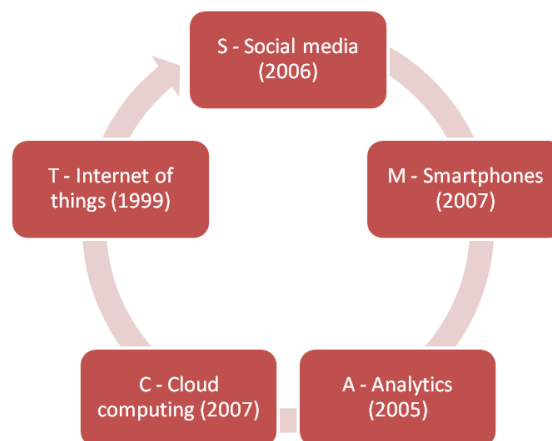 S - Social media
(2006)
M - Smartphones
(2007)
A - Analytics
(2005)
C - Cloud
computing (2007)
T - Internet of
things (1999)